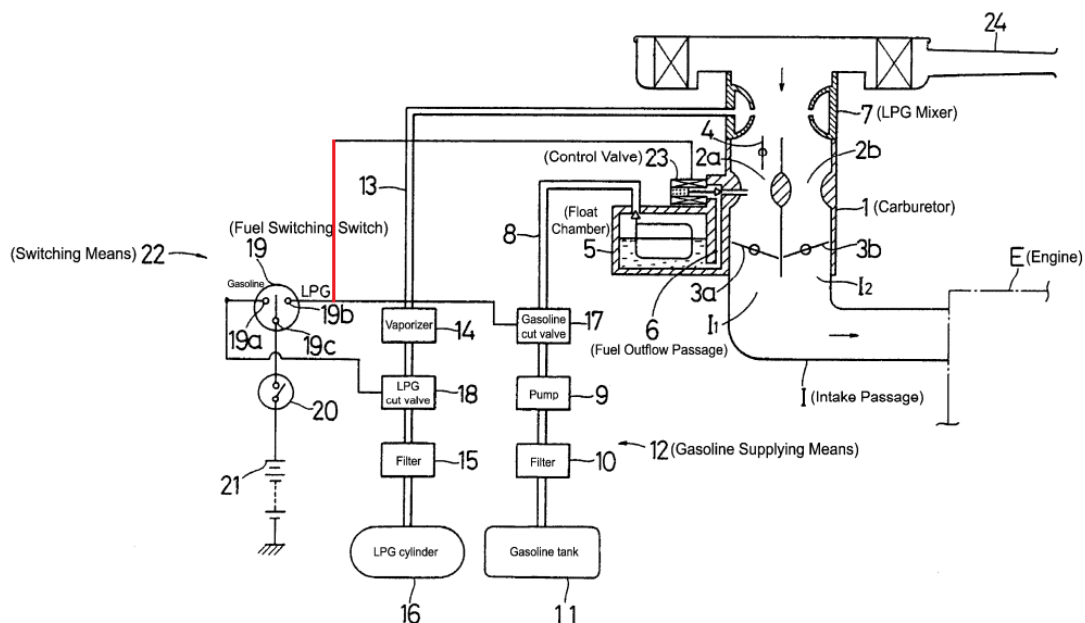 24
7 (LPG Mixer)
4
2a
2b
(Control Valve) 23
13
1 (Carburetor)
(Float
Chamber)
8
5
(Fuel Switching Switch)
(Switching Means) 22
19
3b
E (Engine)
3a
I2
Gasoline
LPG
19b
19a
19c
I1
6
(Fuel Outflow Passage)
Vaporizer
14
Gasoline
cut valve
17
LPG
cut valve
18
Pump
9
I (Intake Passage)
20
12 (Gasoline Supplying Means)
Filter
15
Filter
10
21
LPG cylinder
Gasoline tank
16
11